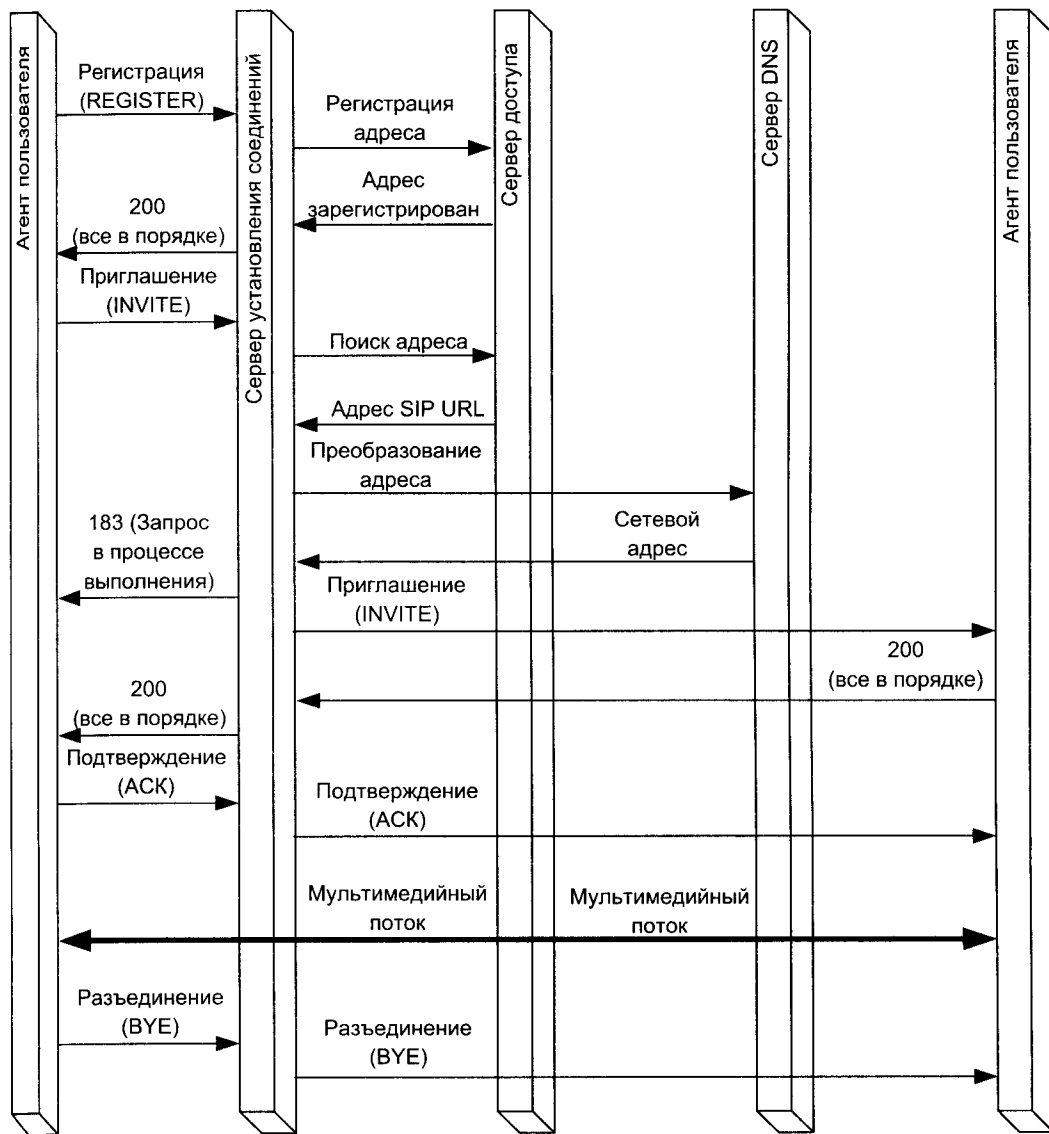 Агент пользователя
Сервер установления соединений
Сервер доступа
Сервер DNS
Агент пользователя
Регистрация
(REGISTER)
Регистрация
адреса
Адрес
зарегистрирован
200
(все в порядке)
Приглашение
(INVITE)
Поиск адреса
Адрес SIP URL
Преобразование
адреса
183 (Запрос
в процессе
выполнения)
Сетевой
адрес
Приглашение
(INVITE)
200
(все в порядке)
200
(все в порядке)
Подтверждение
(ACK)
Подтверждение
(ACK)
Мультимедийный
поток
Мультимедийный
поток
Разъединение
(BYE)
Разъединение
(BYE)